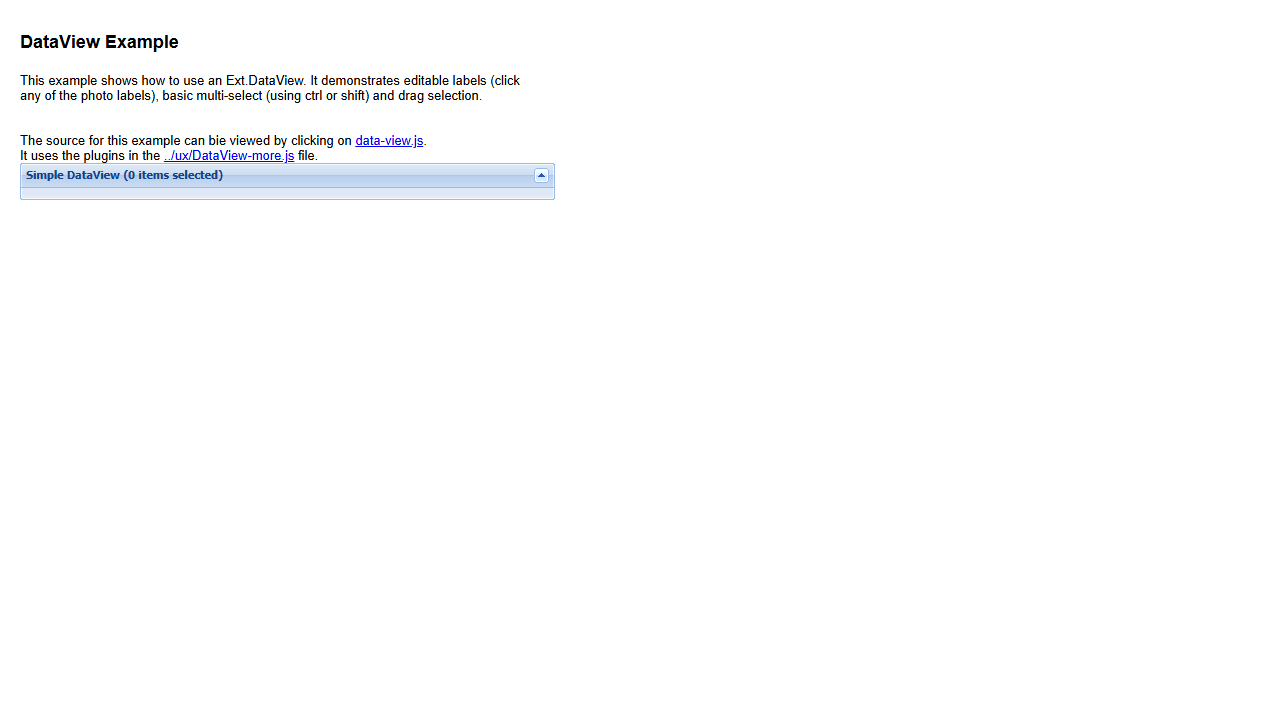 DataView Example
This example shows how to use an Ext.DataView. It demonstrates editable labels (click
any of the photo labels), basic multi-select (using ctrl or shift) and drag selection.
The source for this example can bie viewed by clicking on data-view.js.
It uses the plugins in the ../ux/DataView-more.js file.
Simple DataView (0 items selected)